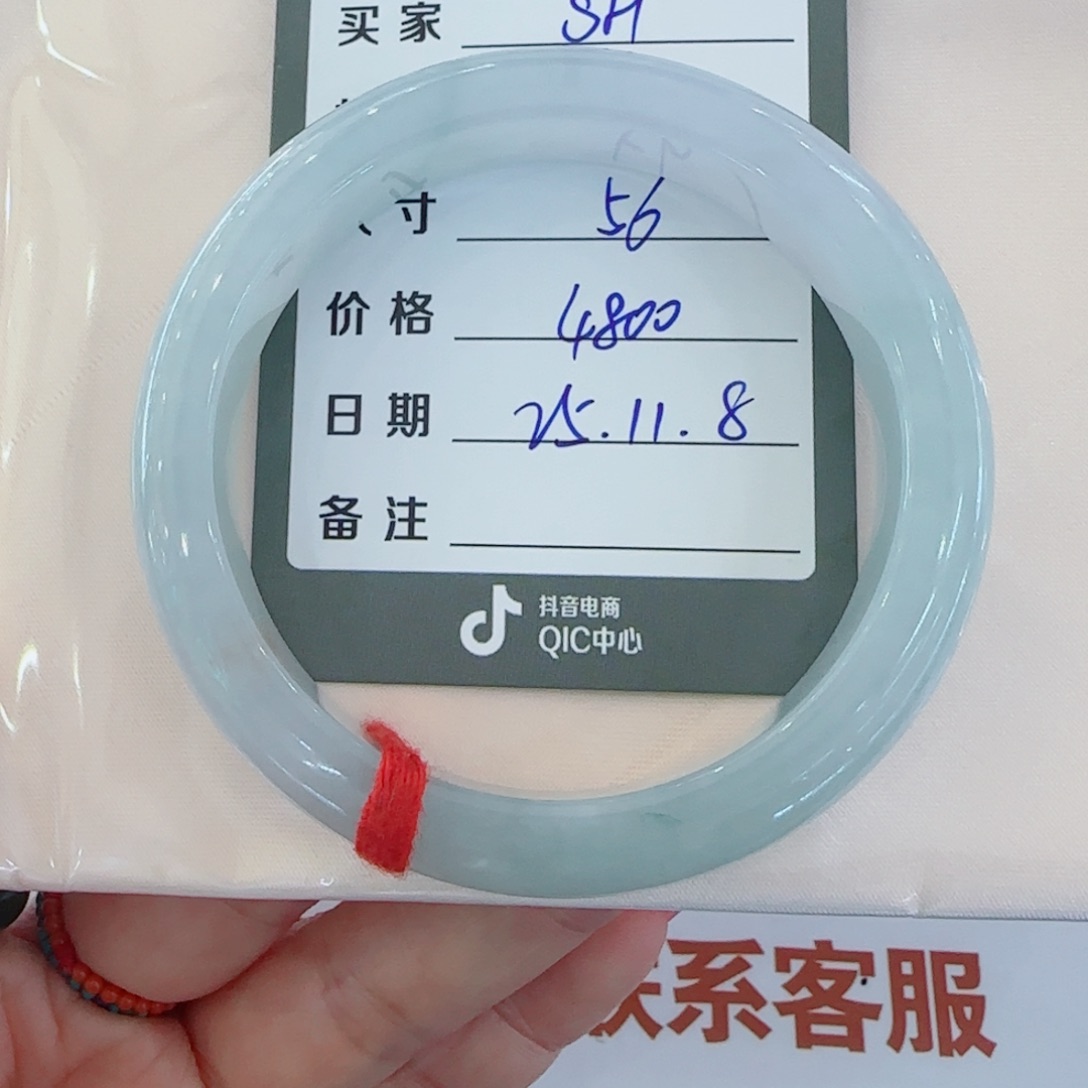 买家 SH
寸 56
价格 4800
日期 25.11.8
备注
抖音电商
QIC中心
联系客服